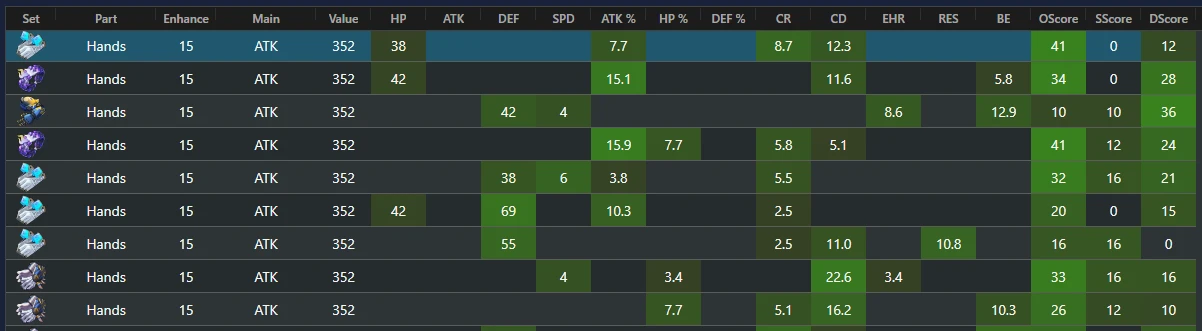 Set Part Enhance Main Value HP ATK DEF SPD ATK % HP % DEF % CR CD EHR RES BE OScore SScore DScore
Hands 15 ATK 352 38 7.7 8.7 12.3 41 0 12
Hands 15 ATK 352 42 15.1 11.6 5.8 34 0 28
Hands 15 ATK 352 42 4 8.6 12.9 10 10 36
Hands 15 ATK 352 15.9 7.7 5.8 5.1 41 12 24
Hands 15 ATK 352 38 6 3.8 5.5 32 16 21
Hands 15 ATK 352 42 69 10.3 2.5 20 0 15
Hands 15 ATK 352 55 2.5 11.0 10.8 16 16 0
Hands 15 ATK 352 4 3.4 22.6 3.4 33 16 16
Hands 15 ATK 352 7.7 5.1 16.2 10.3 26 12 10